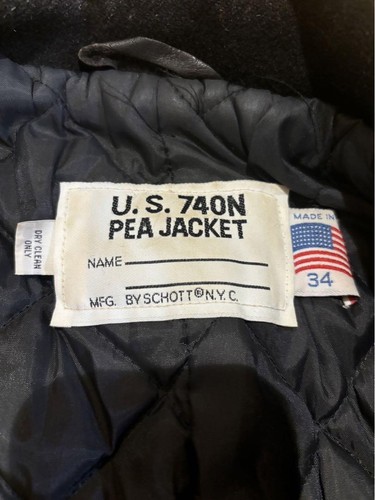 U.S. 740N
PEA JACKET
NAME
MFG. BY SCHOTT® N.Y.C.
DRY CLEAN
ONLY
MADE IN
34